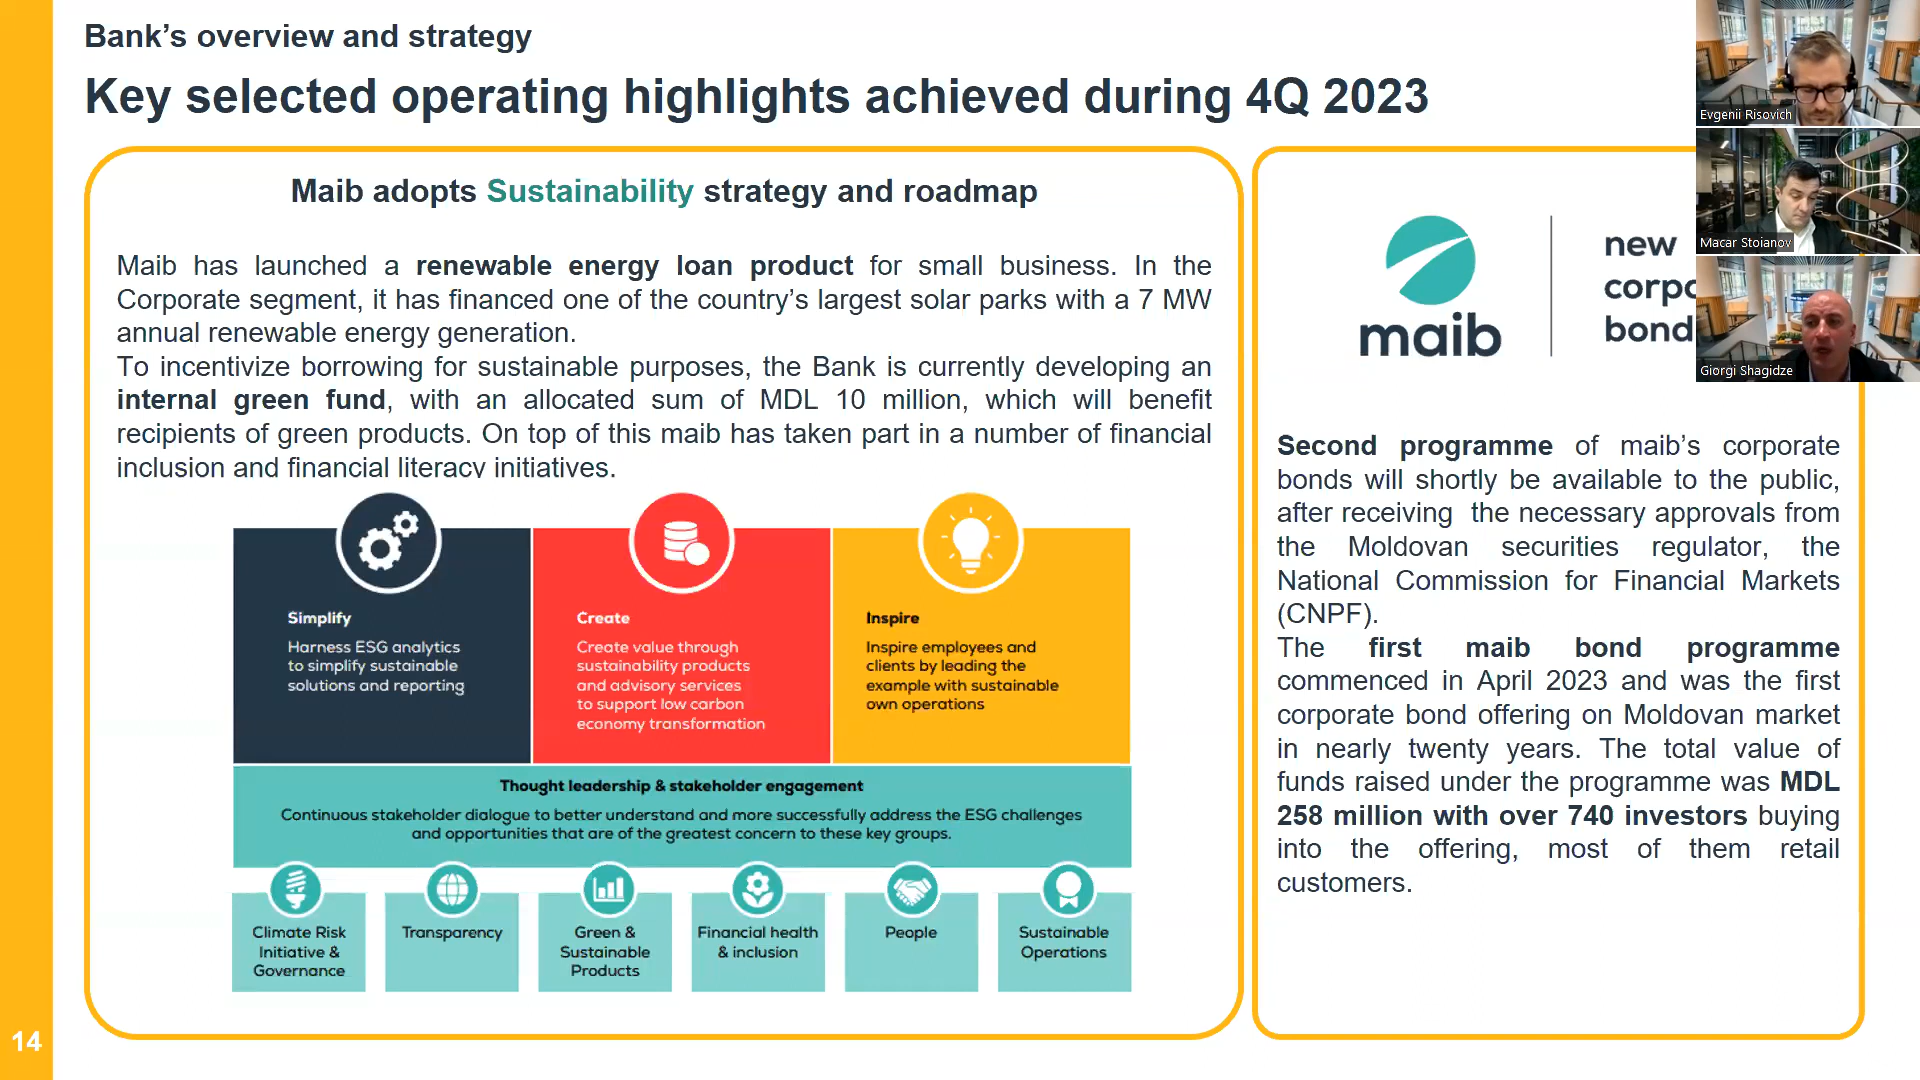 Bank's overview and strategy
Key selected operating highlights achieved during 4Q 2023
Maib adopts Sustainability strategy and roadmap
Maib has launched a renewable energy loan product for small business. In the
Corporate segment, it has financed one of the country's largest solar parks with a 7 MW
annual renewable energy generation.
To incentivize borrowing for sustainable purposes, the Bank is currently developing an
internal green fund, with an allocated sum of MDL 10 million, which will benefit
recipients of green products. On top of this maib has taken part in a number of financial
inclusion and financial literacy initiatives.
Simplify
Harness ESG analytics
to simplify sustainable
solutions and reporting
Create
Create value through
sustainability products
and advisory services
to support low carbon
economy transformation
Inspire
Inspire employees and
clients by leading the
example with sustainable
own operations
Thought leadership & stakeholder engagement
Continuous stakeholder dialogue to better understand and more successfully address the ESG challenges
and opportunities that are of the greatest concern to these key groups.
Climate Risk
Initiative &
Governance
Transparency
Green &
Sustainable
Products
Financial health
& inclusion
People
Sustainable
Operations
maib
new
corpo
bond
Second programme of maib's corporate
bonds will shortly be available to the public,
after receiving the necessary approvals from
the Moldovan securities regulator, the
National Commission for Financial Markets
(CNPF).
The first maib bond programme
commenced in April 2023 and was the first
corporate bond offering on Moldovan market
in nearly twenty years. The total value of
funds raised under the programme was MDL
258 million with over 740 investors buying
into the offering, most of them retail
customers.
Evgenii Risovich
Macar Stoianov
Giorgi Shagidze
14